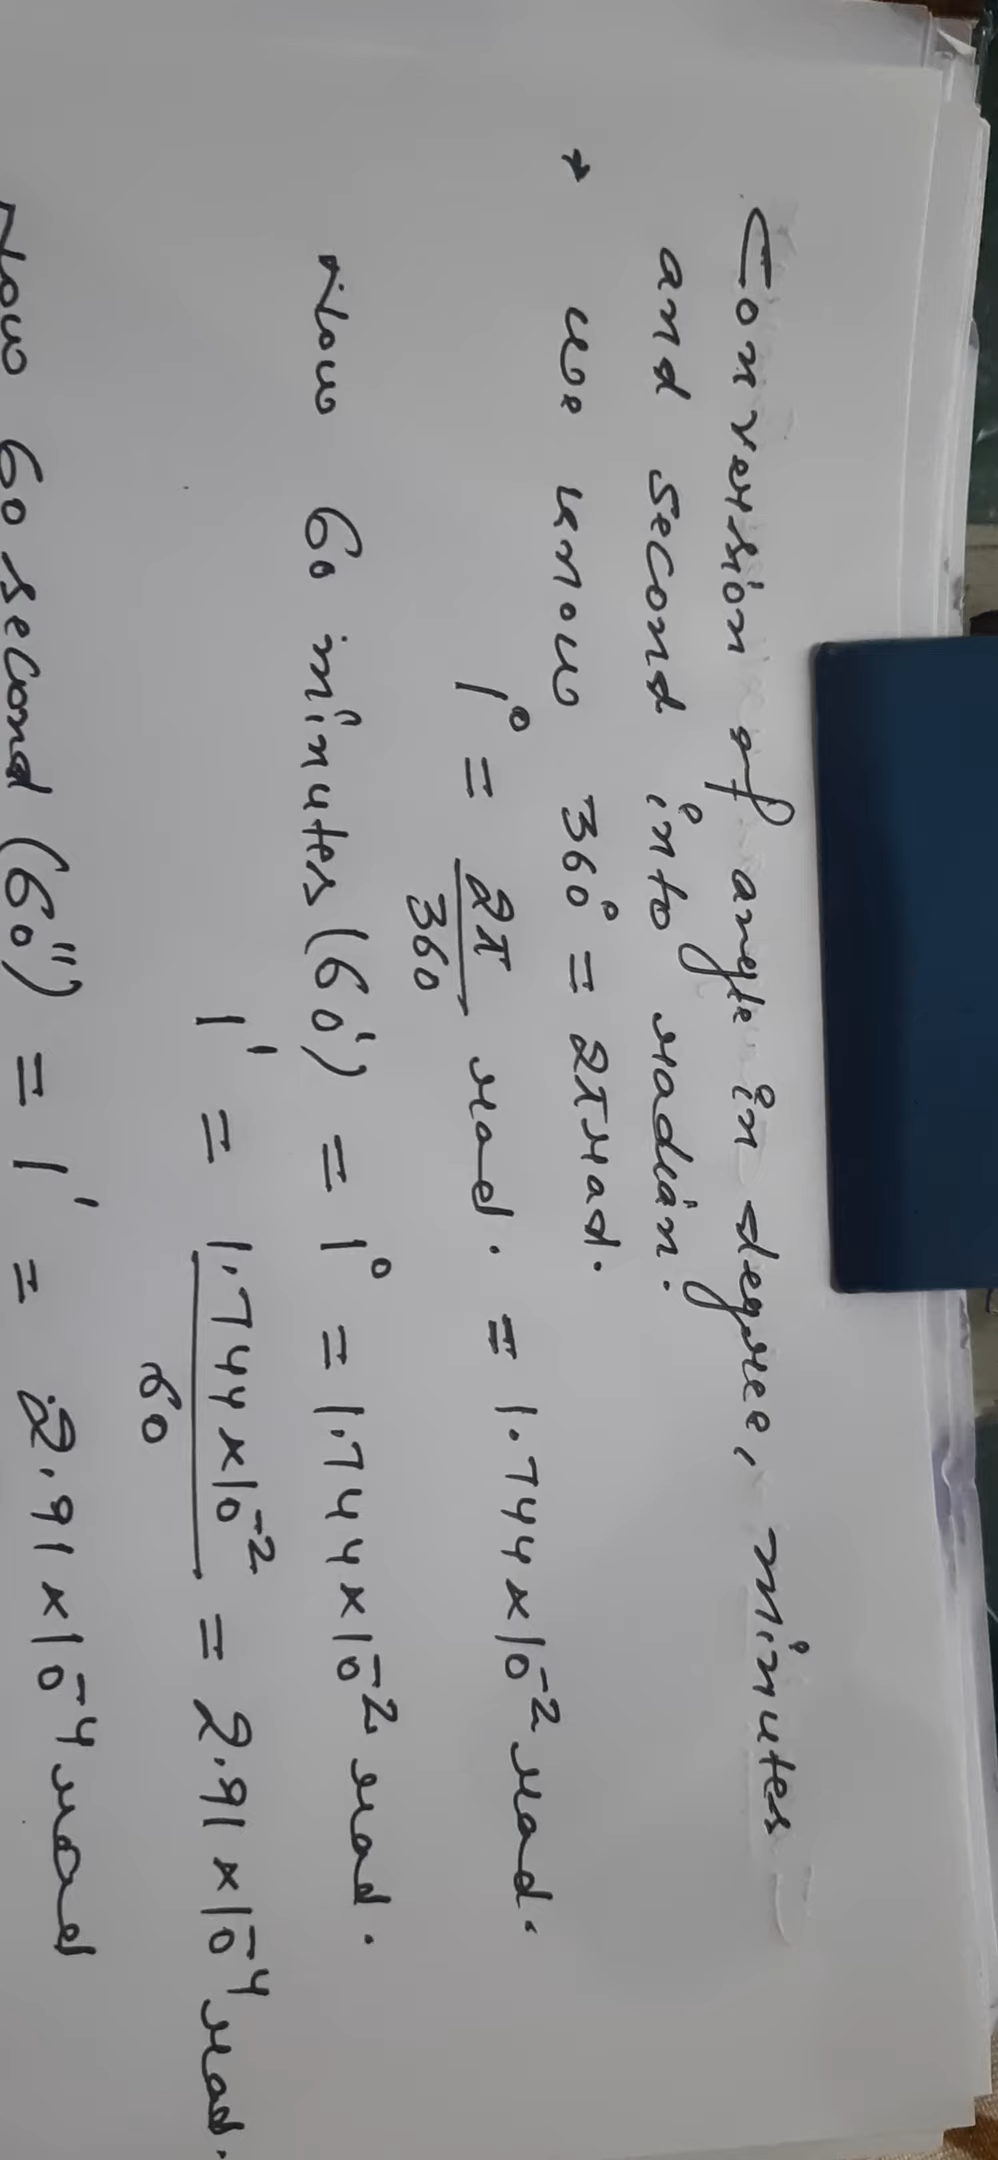 Conversion of angle in degree, minutes
and second into radian.
* we know 360° = 2π rad.
1° = 2π/360 rad. = 1.744 × 10⁻² rad.
Now 60 minutes (60') = 1° = 1.744 × 10⁻² rad.
1' = 1.744 × 10⁻²/60 = 2.91 × 10⁻⁴ rad.
Now 60 second (60") = 1' = 2.91 × 10⁻⁴ rad